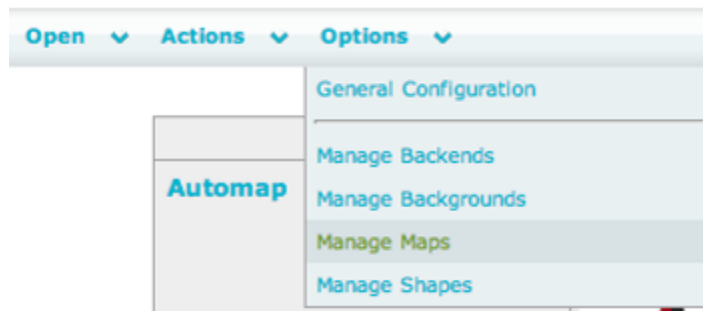 Open Actions Options
General Configuration
Manage Backends
Automap
Manage Backgrounds
Manage Maps
Manage Shapes